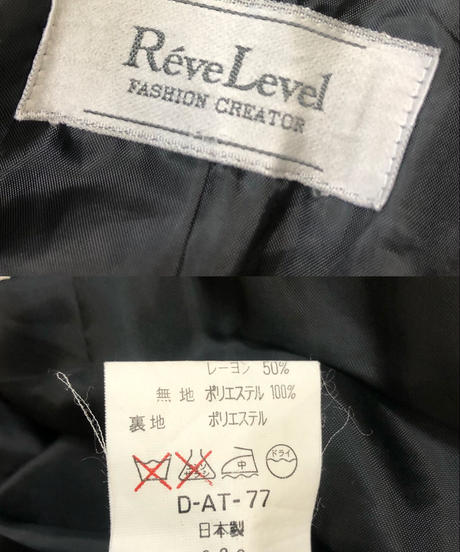 RéveLevel
FASHION CREATOR
レーヨン 50%
無地 ポリエステル 100%
裏地 ポリエステル
中 ドライ
D-AT-77
日本製